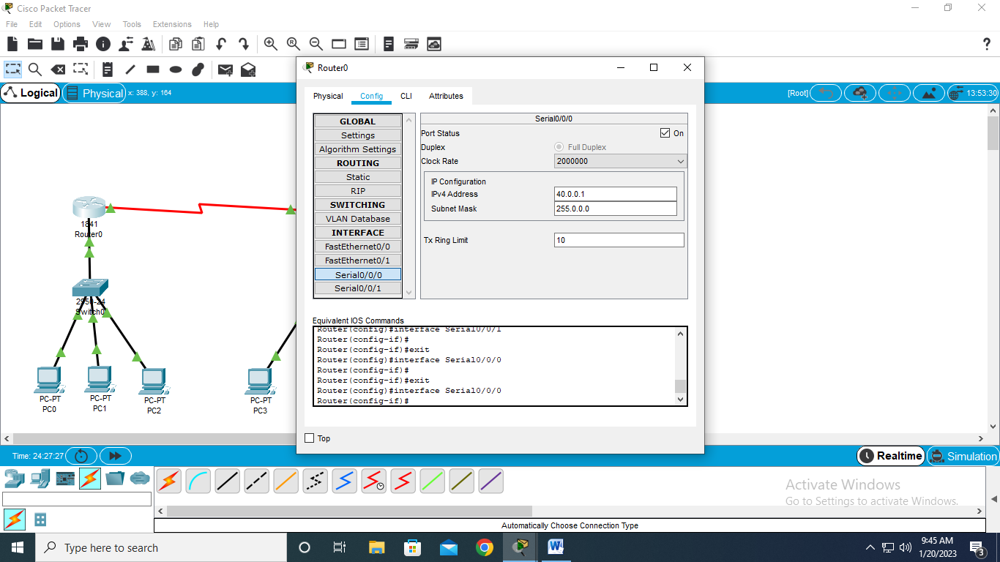 Cisco Packet Tracer
File Edit Options View Tools Extensions Help
Logical
Physical
x: 388, y: 164
[Root]
13:53:30
1841
Router0
2950-24
Switch0
PC-PT
PC0
PC-PT
PC1
PC-PT
PC2
PC-PT
PC3
Router0
Physical Config CLI Attributes
GLOBAL
Settings
Algorithm Settings
ROUTING
Static
RIP
SWITCHING
VLAN Database
INTERFACE
FastEthernet0/0
FastEthernet0/1
Serial0/0/0
Serial0/0/1
Serial0/0/0
Port Status On
Duplex Full Duplex
Clock Rate 2000000
IP Configuration
IPv4 Address 40.0.0.1
Subnet Mask 255.0.0.0
Tx Ring Limit 10
Equivalent IOS Commands
Router(config)#interface Serial0/0/1
Router(config-if)#
Router(config-if)#exit
Router(config)#interface Serial0/0/0
Router(config-if)#
Router(config-if)#exit
Router(config)#interface Serial0/0/0
Router(config-if)#
Top
Time: 24:27:27
Realtime
Simulation
Activate Windows
Go to Settings to activate Windows.
Automatically Choose Connection Type
Type here to search
9:45 AM
1/20/2023
3